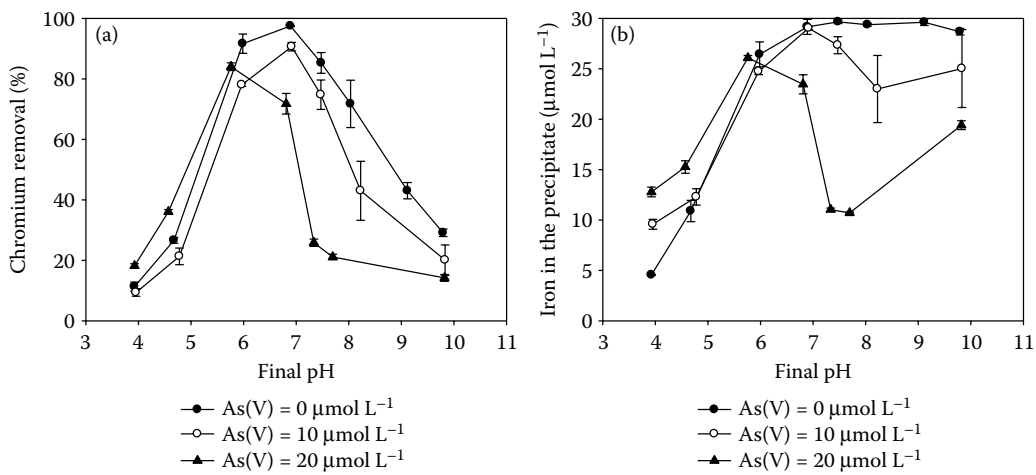 (a)
Chromium removal (%)
100
80
60
40
20
0
3 4 5 6 7 8 9 10 11
Final pH
As(V) = 0 μmol L⁻¹
As(V) = 10 μmol L⁻¹
As(V) = 20 μmol L⁻¹
(b)
Iron in the precipitate (μmol L⁻¹)
30
25
20
15
10
5
0
3 4 5 6 7 8 9 10 11
Final pH
As(V) = 0 μmol L⁻¹
As(V) = 10 μmol L⁻¹
As(V) = 20 μmol L⁻¹